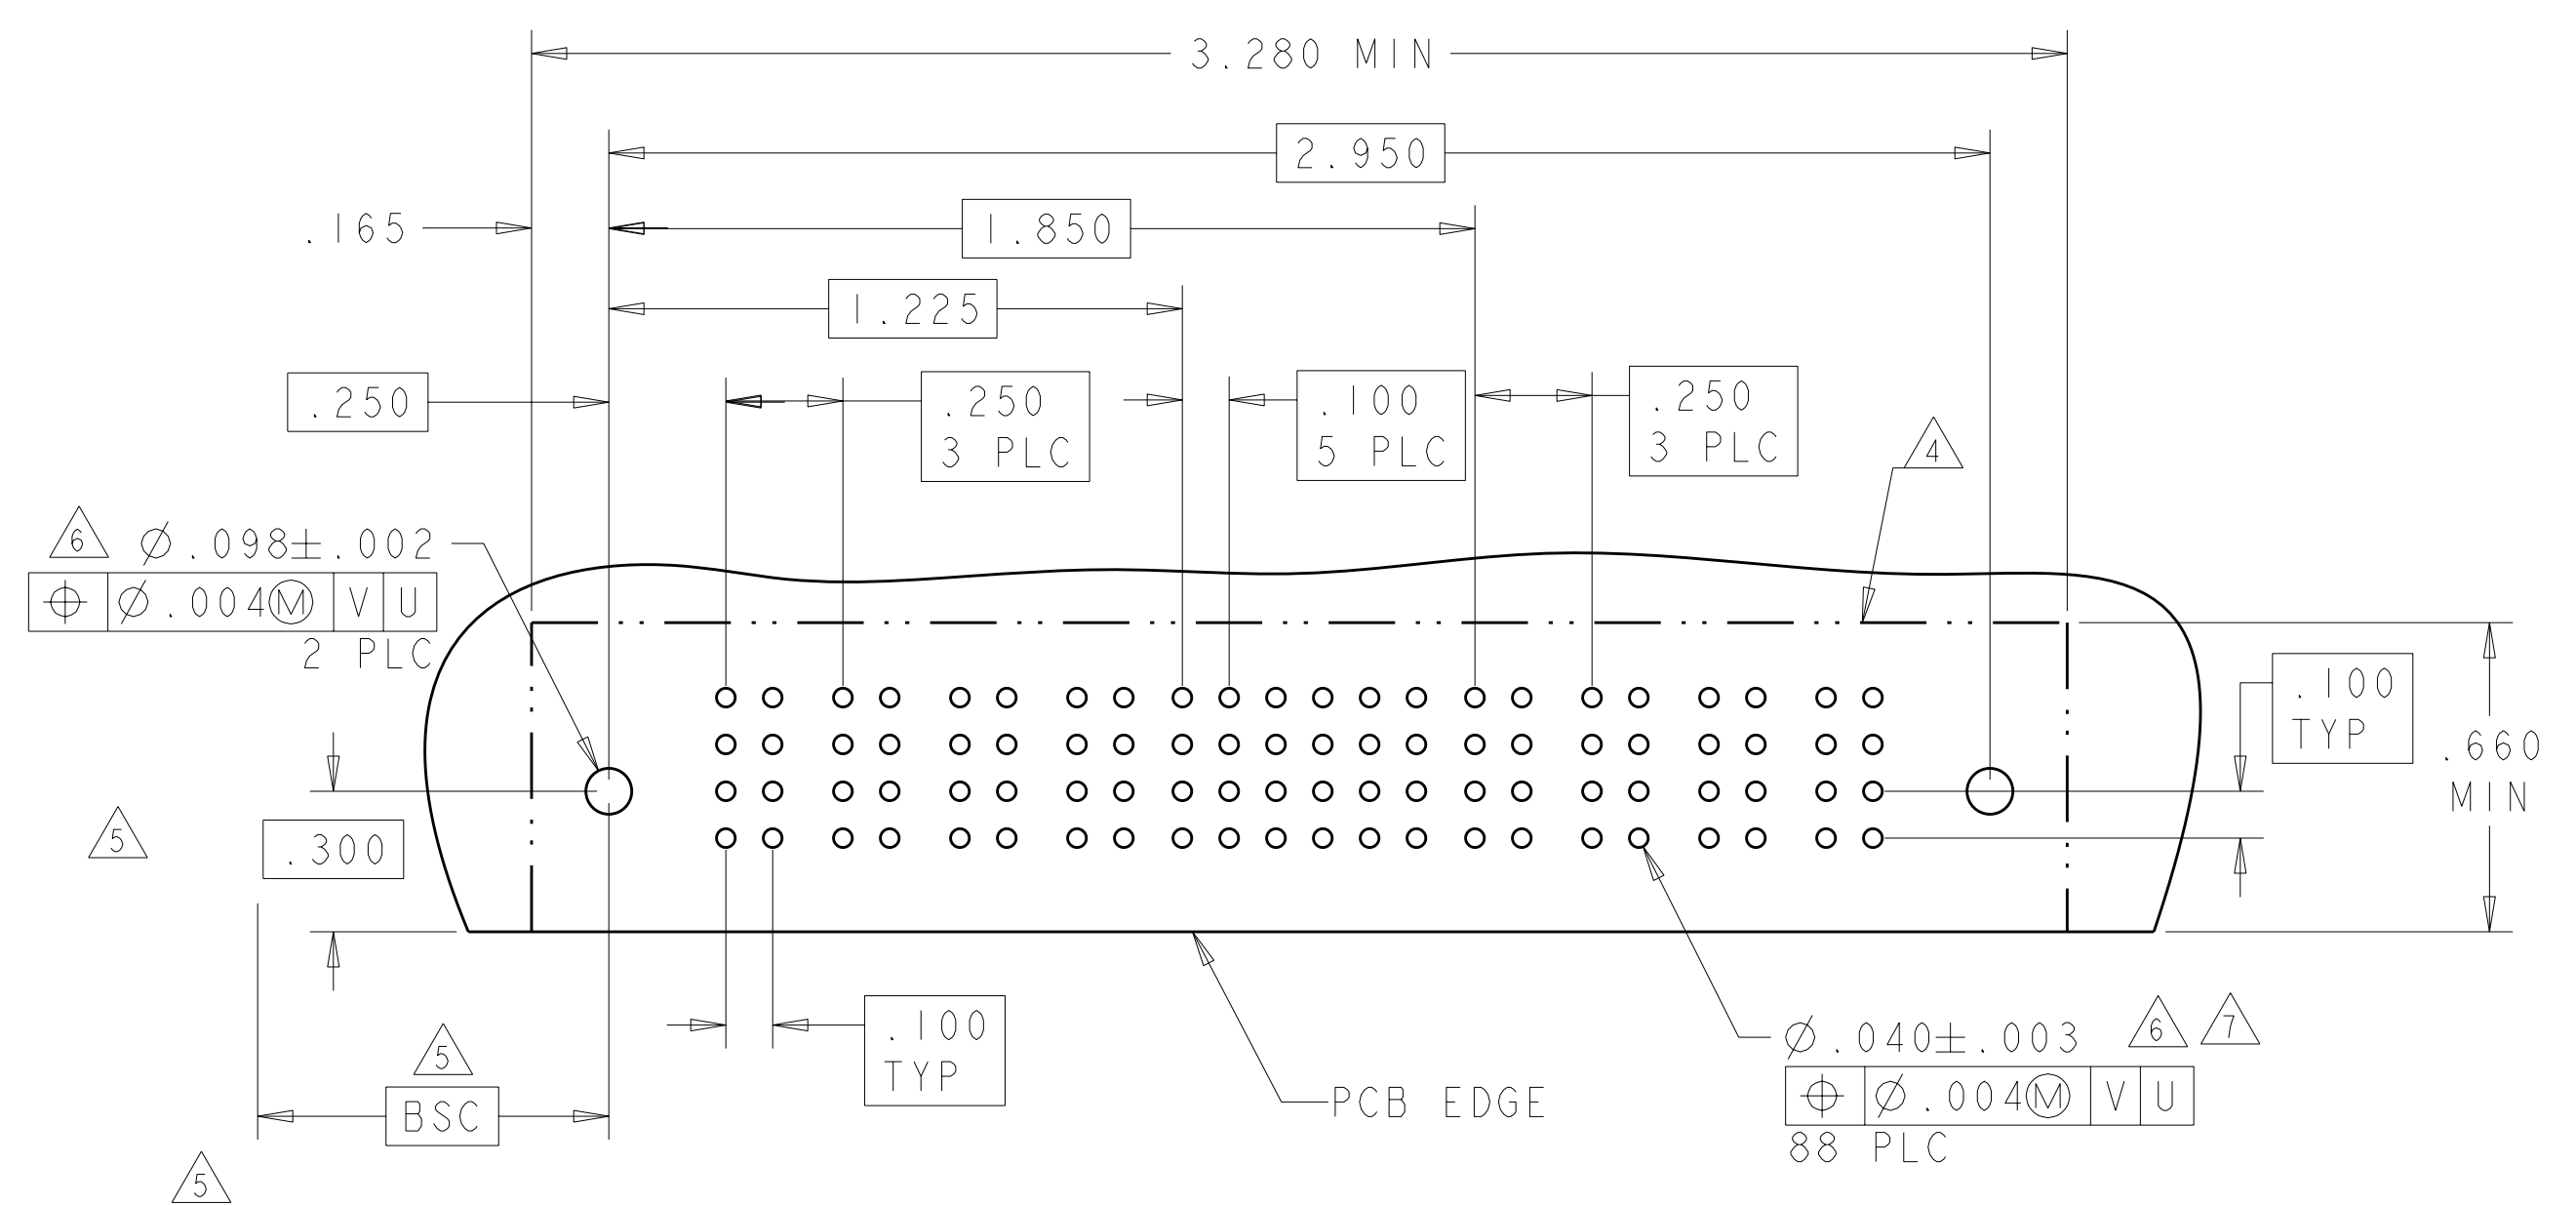 3.280 MIN
2.950
.165
1.850
1.225
.250
.250
3 PLC
.100
5 PLC
.250
3 PLC
4
6 Ø.098±.002
⌖ Ø.004Ⓜ V U
2 PLC
.100
TYP
.660
MIN
5
.300
.100
TYP
5
BSC
5
PCB EDGE
Ø.040±.003 6 7
⌖ Ø.004Ⓜ V U
88 PLC